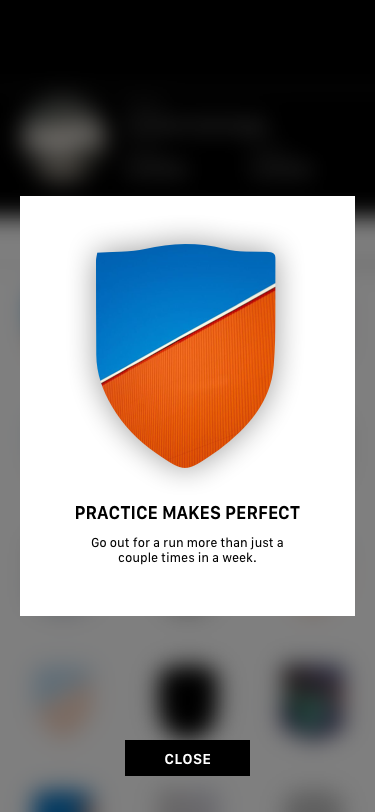 PRACTICE MAKES PERFECT
Go out for a run more than just a
couple times in a week.
CLOSE